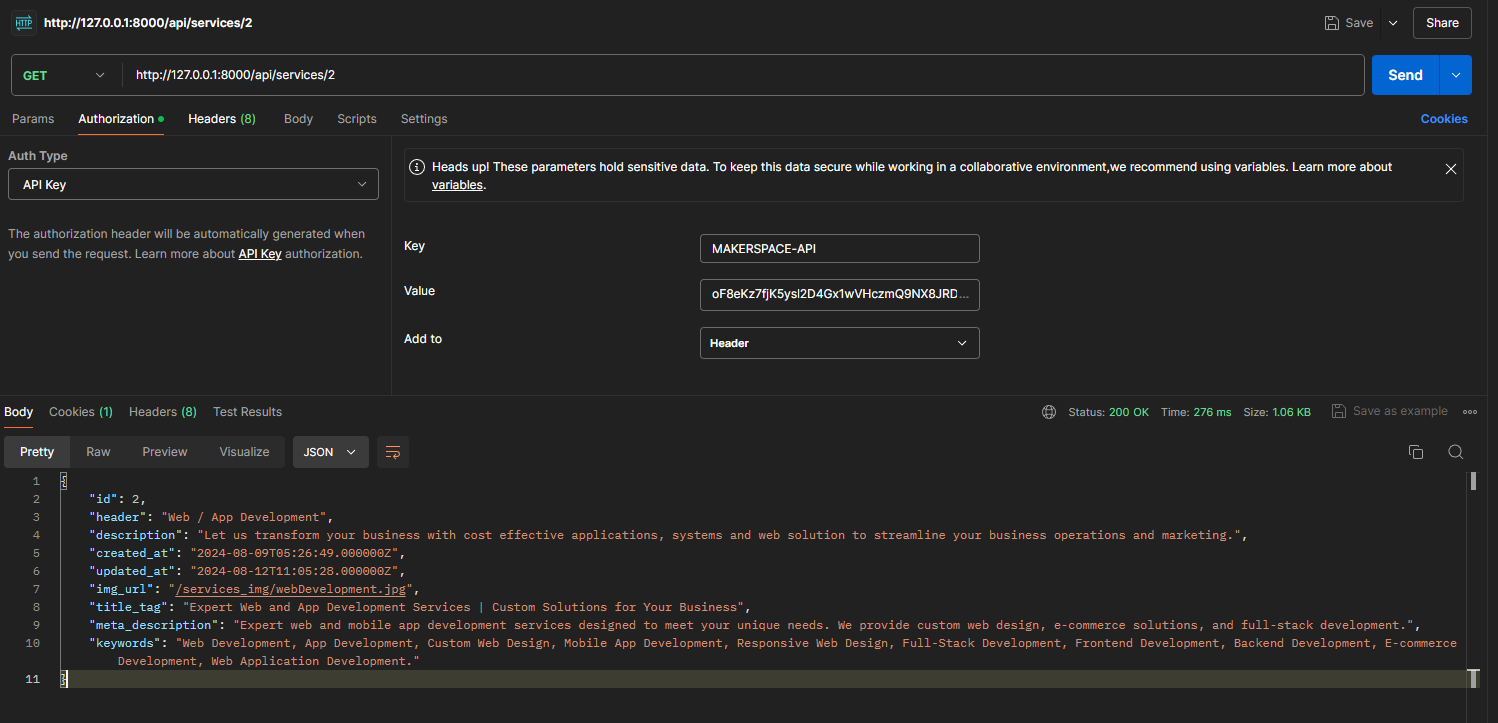 HTTP http://127.0.0.1:8000/api/services/2 Save Share
GET http://127.0.0.1:8000/api/services/2 Send
Params Authorization Headers (8) Body Scripts Settings Cookies
Auth Type
API Key
The authorization header will be automatically generated when
you send the request. Learn more about API Key authorization.
Heads up! These parameters hold sensitive data. To keep this data secure while working in a collaborative environment,we recommend using variables. Learn more about
variables.
Key MAKERSPACE-API
Value oF8eKz7fjK5ysl2D4Gx1wVHczmQ9NX8JRD...
Add to Header
Body Cookies (1) Headers (8) Test Results Status: 200 OK Time: 276 ms Size: 1.06 KB Save as example
Pretty Raw Preview Visualize JSON
1 {
2 "id": 2,
3 "header": "Web / App Development",
4 "description": "Let us transform your business with cost effective applications, systems and web solution to streamline your business operations and marketing.",
5 "created_at": "2024-08-09T05:26:49.000000Z",
6 "updated_at": "2024-08-12T11:05:28.000000Z",
7 "img_url": "/services_img/webDevelopment.jpg",
8 "title_tag": "Expert Web and App Development Services | Custom Solutions for Your Business",
9 "meta_description": "Expert web and mobile app development services designed to meet your unique needs. We provide custom web design, e-commerce solutions, and full-stack development.",
10 "keywords": "Web Development, App Development, Custom Web Design, Mobile App Development, Responsive Web Design, Full-Stack Development, Frontend Development, Backend Development, E-commerce
Development, Web Application Development."
11 }